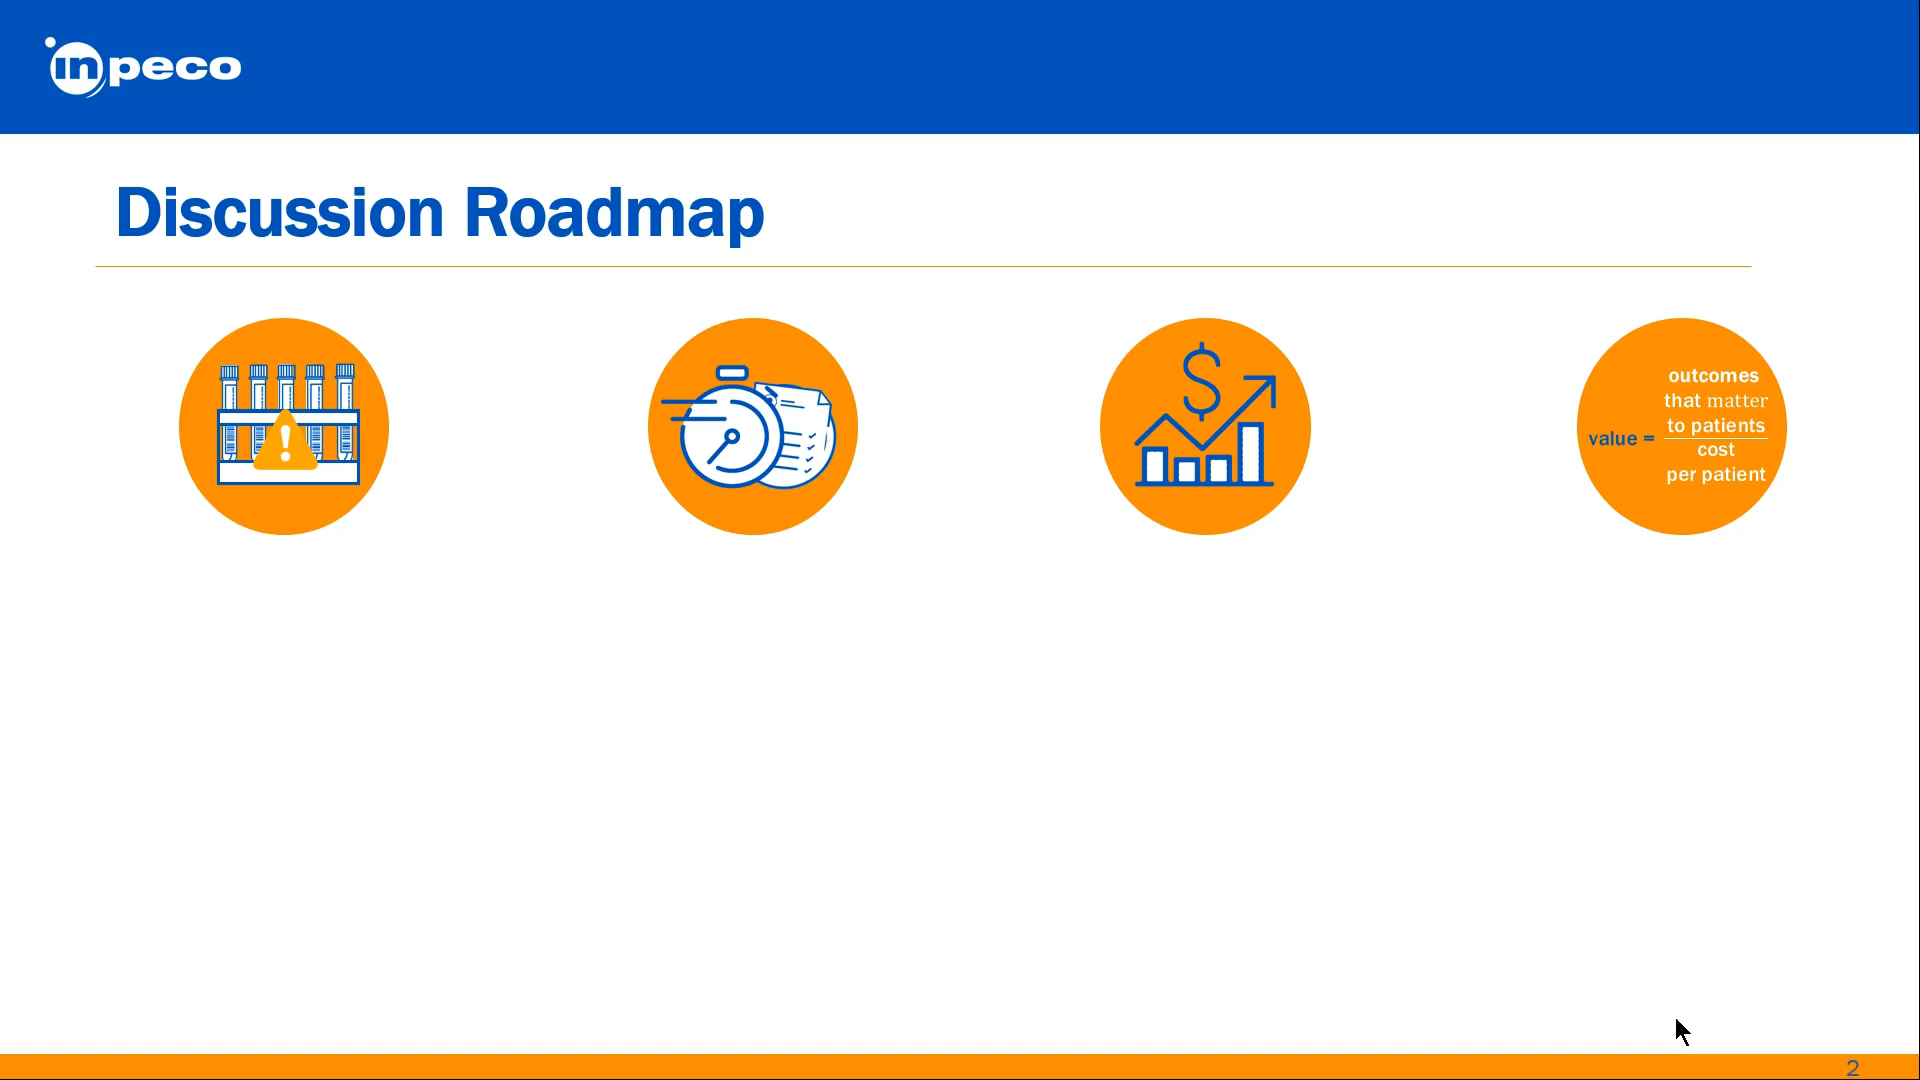 inpeco
Discussion Roadmap
$
!
value =
outcomes
that matter
to patients
cost
per patient
2